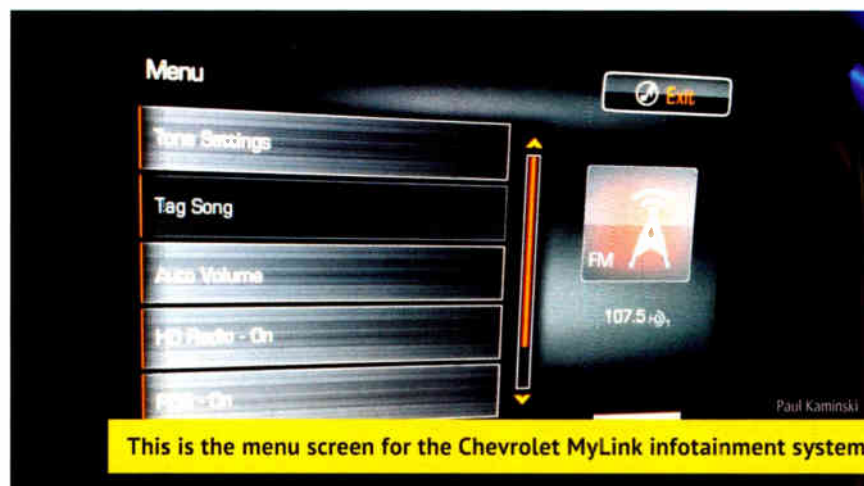 Menu
Exit
Tone Settings
Tag Song
Auto Volume
HD Radio - On
- On
FM
107.5
Paul Kaminski
This is the menu screen for the Chevrolet MyLink infotainment system